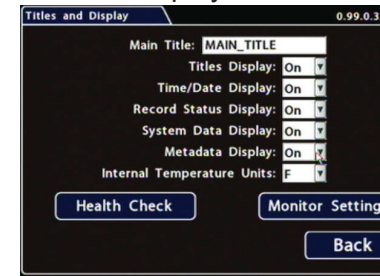 Titles and Display 0.99.0.3
Main Title: MAIN_TITLE
Titles Display: On
Time/Date Display: On
Record Status Display: On
System Data Display: On
Metadata Display: On
Internal Temperature Units: F
Health Check Monitor Setting
Back